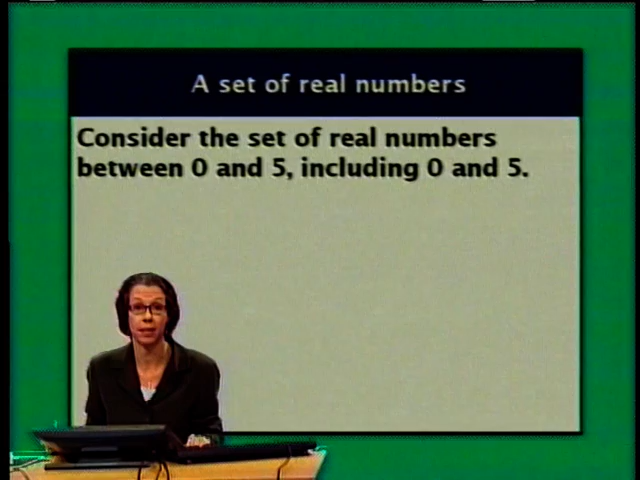 A set of real numbers
Consider the set of real numbers
between 0 and 5, including 0 and 5.